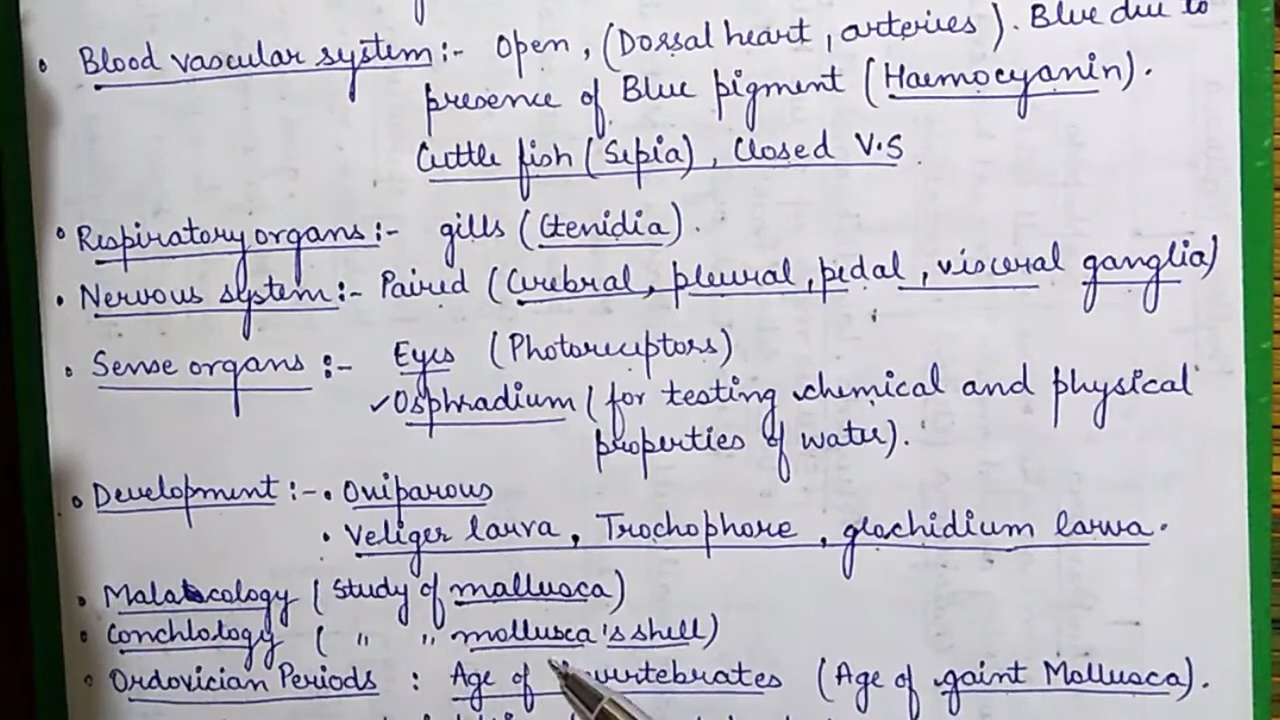 • Blood vascular system :- Open, (Dorsal heart, arteries). Blue due to
presence of Blue pigment (Haemocyanin).
Cuttle fish (Sepia), Closed V.S.
• Respiratory organs :- gills (Ctenidia).
• Nervous system :- Paired (Cerebral, pleural, pedal, visceral ganglia)
• Sense organs :- Eyes (Photoreceptors)
✓Osphradium (for testing chemical and physical
properties of water).
• Development :- • Oviparous
• Veliger larva, Trochophore, glochidium larva.
• Malacology (Study of mallusca)
• Conchlology ( " " mollusca's shell)
• Ordovician Periods : Age of invertebrates (Age of gaint Mollusca).